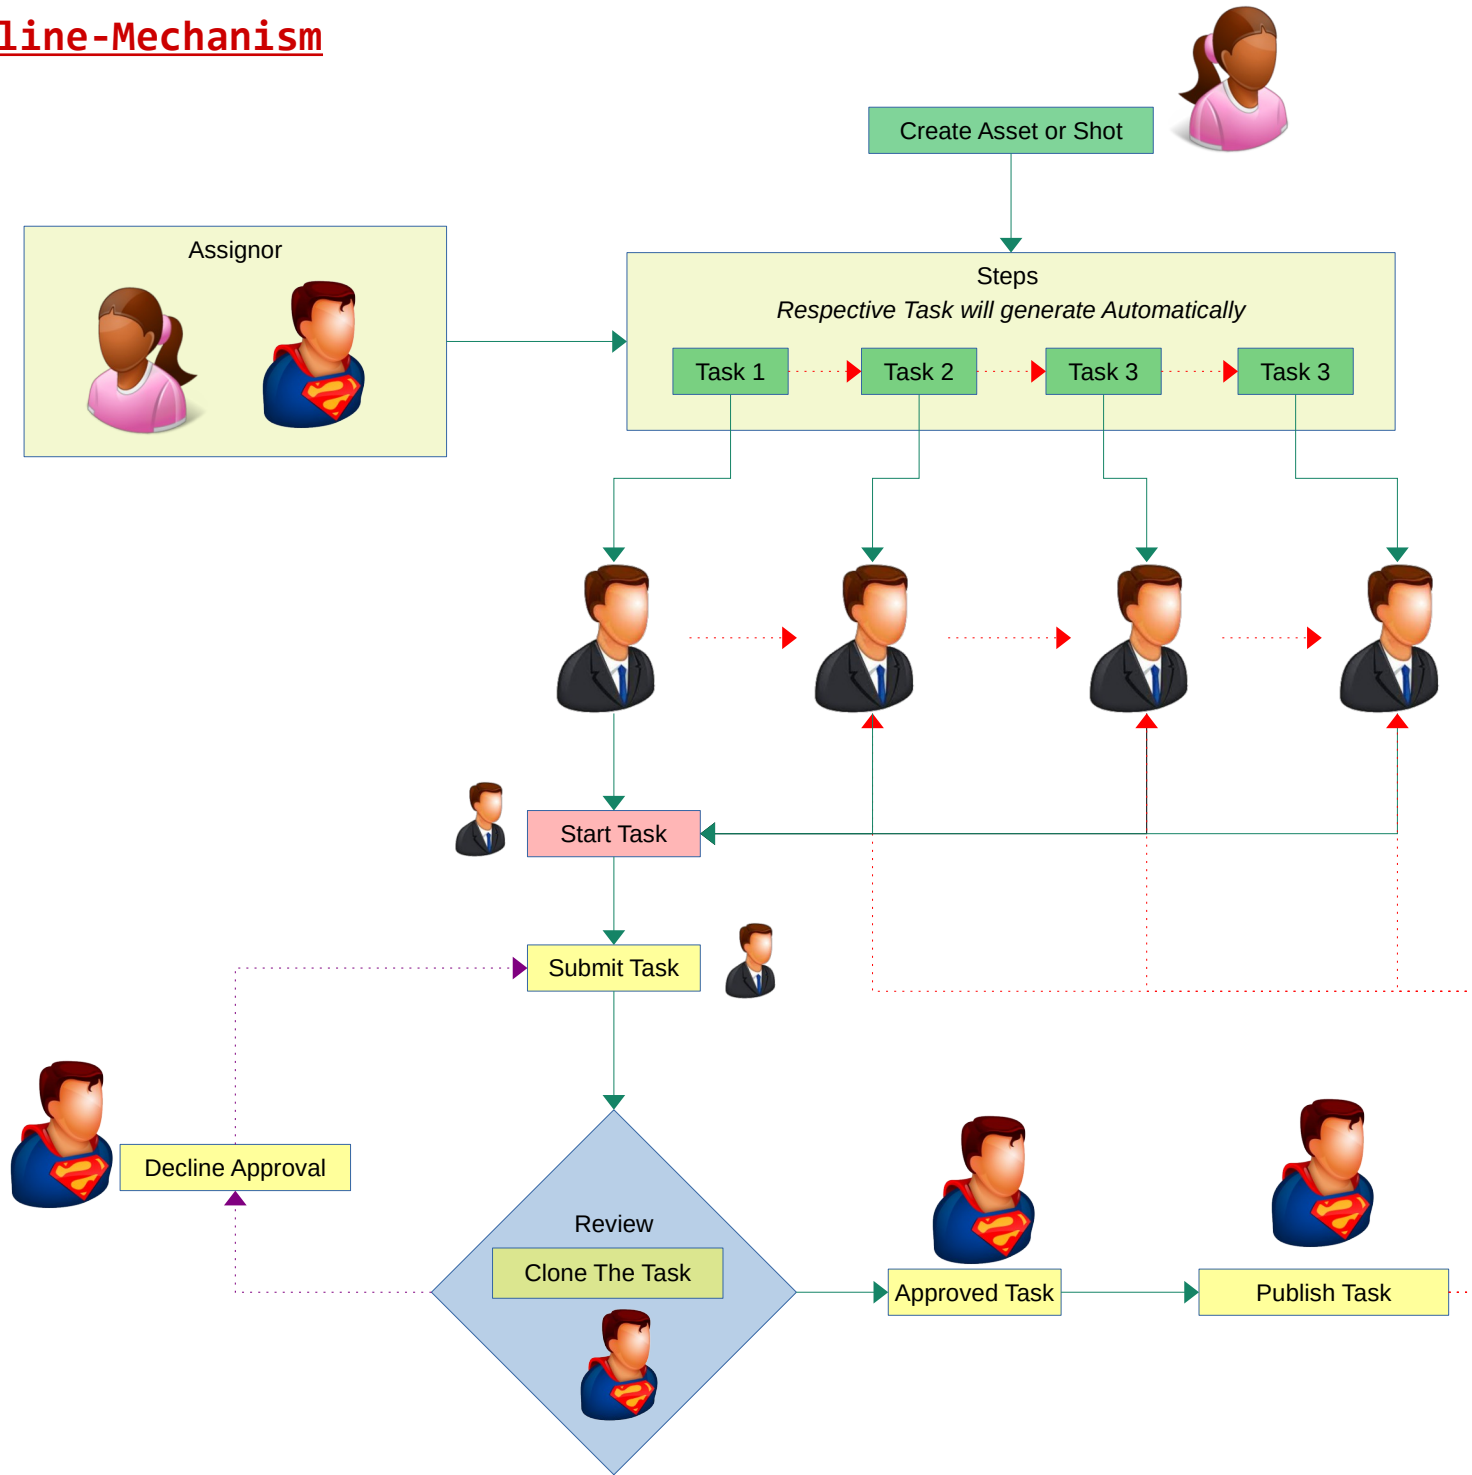 line-Mechanism
Create Asset or Shot
Assignor
Steps
Respective Task will generate Automatically
Task 1
Task 2
Task 3
Task 3
Start Task
Submit Task
Decline Approval
Review
Clone The Task
Approved Task
Publish Task